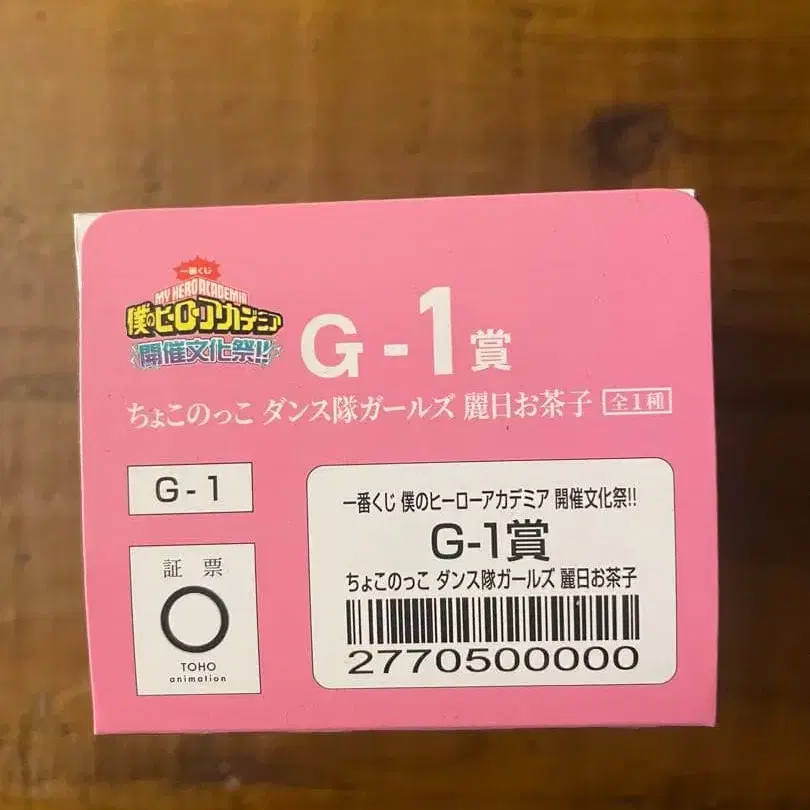 一番くじ
MY HERO ACADEMIA
僕のヒーローアカデミア
開催文化祭!!
G-1賞
ちょこのっこ ダンス隊ガールズ 麗日お茶子 全1種
G-1
証票
TOHO
animation
一番くじ 僕のヒーローアカデミア 開催文化祭!!
G-1賞
ちょこのっこ ダンス隊ガールズ 麗日お茶子
2770500000000